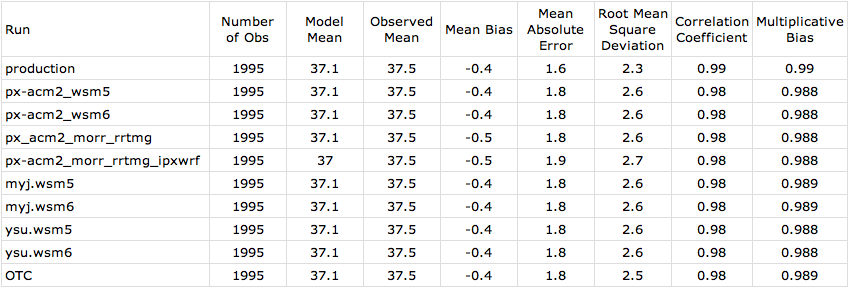 Run Number of Obs Model Mean Observed Mean Mean Bias Mean Absolute Error Root Mean Square Deviation Correlation Coefficient Multiplicative Bias
production 1995 37.1 37.5 -0.4 1.6 2.3 0.99 0.99
px-acm2_wsm5 1995 37.1 37.5 -0.4 1.8 2.6 0.98 0.988
px-acm2_wsm6 1995 37.1 37.5 -0.4 1.8 2.6 0.98 0.988
px_acm2_morr_rrtmg 1995 37.1 37.5 -0.5 1.8 2.6 0.98 0.988
px-acm2_morr_rrtmg_ipxwrf 1995 37 37.5 -0.5 1.9 2.7 0.98 0.988
myj.wsm5 1995 37.1 37.5 -0.4 1.8 2.6 0.98 0.989
myj.wsm6 1995 37.1 37.5 -0.4 1.8 2.6 0.98 0.989
ysu.wsm5 1995 37.1 37.5 -0.4 1.8 2.6 0.98 0.988
ysu.wsm6 1995 37.1 37.5 -0.4 1.8 2.6 0.98 0.988
OTC 1995 37.1 37.5 -0.4 1.8 2.5 0.98 0.989